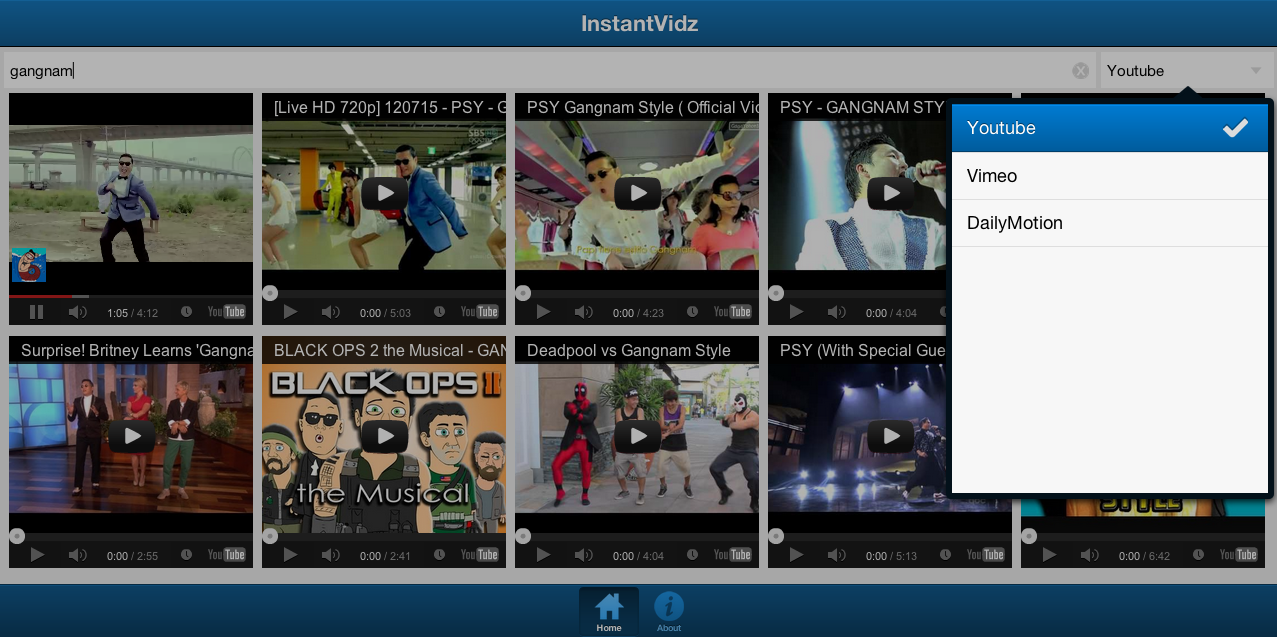 InstantVidz
gangnam
Youtube
Youtube
Vimeo
DailyMotion
[Live HD 720p] 120715 - PSY - G
PSY Gangnam Style ( Official Vid
PSY - GANGNAM STY
1:05 / 4:12
YouTube
0:00 / 5:03
YouTube
0:00 / 4:23
YouTube
0:00 / 4:04
Surprise! Britney Learns 'Gangna
BLACK OPS 2 the Musical - GAN
Deadpool vs Gangnam Style
PSY (With Special Gue
BLACK OPS II
the Musical
STYLE
0:00 / 2:55
YouTube
0:00 / 2:41
YouTube
0:00 / 4:04
YouTube
0:00 / 5:13
YouTube
0:00 / 6:42
YouTube
Home
About